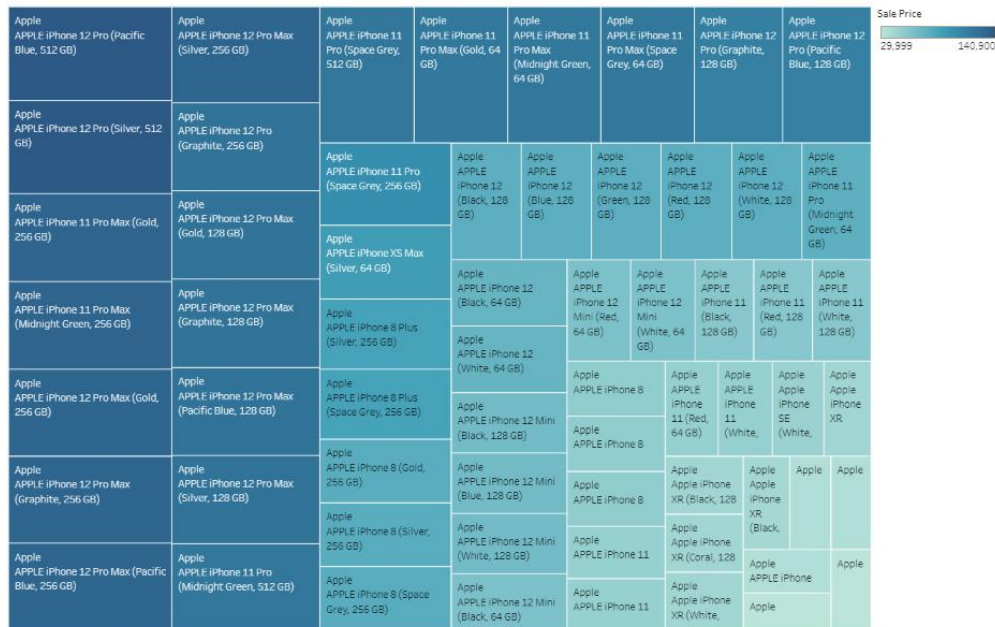 Apple
APPLE iPhone 12 Pro (Pacific
Blue, 512 GB)
Apple
APPLE iPhone 12 Pro (Silver, 512
GB)
Apple
APPLE iPhone 11 Pro Max (Gold,
256 GB)
Apple
APPLE iPhone 11 Pro Max
(Midnight Green, 256 GB)
Apple
APPLE iPhone 12 Pro Max (Gold,
256 GB)
Apple
APPLE iPhone 12 Pro Max
(Graphite, 256 GB)
Apple
APPLE iPhone 12 Pro Max (Pacific
Blue, 256 GB)
Apple
APPLE iPhone 12 Pro Max
(Silver, 256 GB)
Apple
APPLE iPhone 12 Pro
(Graphite, 256 GB)
Apple
APPLE iPhone 12 Pro Max
(Gold, 128 GB)
Apple
APPLE iPhone 12 Pro Max
(Graphite, 128 GB)
Apple
APPLE iPhone 12 Pro Max
(Pacific Blue, 128 GB)
Apple
APPLE iPhone 12 Pro Max
(Silver, 128 GB)
Apple
APPLE iPhone 11 Pro
(Midnight Green, 512 GB)
Apple
APPLE iPhone 11
Pro (Space Grey,
512 GB)
Apple
APPLE iPhone 11
Pro Max (Gold, 64
GB)
Apple
APPLE iPhone 11
Pro Max
(Midnight Green,
64 GB)
Apple
APPLE iPhone 11
Pro Max (Space
Grey, 64 GB)
Apple
APPLE iPhone 12
Pro (Graphite,
128 GB)
Apple
APPLE iPhone 12
Pro (Pacific
Blue, 128 GB)
Apple
APPLE iPhone 11 Pro
(Space Grey, 256 GB)
Apple
APPLE iPhone XS Max
(Silver, 64 GB)
Apple
APPLE iPhone 8 Plus
(Silver, 256 GB)
Apple
APPLE iPhone 8 Plus
(Space Grey, 256 GB)
Apple
APPLE iPhone 8 (Gold,
256 GB)
Apple
APPLE iPhone 8 (Silver,
256 GB)
Apple
APPLE iPhone 8 (Space
Grey, 256 GB)
Apple
APPLE
iPhone 12
(Black, 128
GB)
Apple
APPLE
iPhone 12
(Blue, 128
GB)
Apple
APPLE
iPhone 12
(Green, 128
GB)
Apple
APPLE
iPhone 12
(Red, 128
GB)
Apple
APPLE
iPhone 12
(White, 128
GB)
Apple
APPLE
iPhone 11
Pro
(Midnight
Green, 64
GB)
Apple
APPLE iPhone 12
(Black, 64 GB)
Apple
APPLE iPhone 12
(White, 64 GB)
Apple
APPLE iPhone 12 Mini
(Black, 128 GB)
Apple
APPLE iPhone 12 Mini
(Blue, 128 GB)
Apple
APPLE iPhone 12 Mini
(White, 128 GB)
Apple
APPLE iPhone 12 Mini
(Black, 64 GB)
Apple
APPLE
iPhone 12
Mini (Red,
64 GB)
Apple
APPLE
iPhone 12
Mini
(White, 64
GB)
Apple
APPLE
iPhone 11
(Black,
128 GB)
Apple
APPLE
iPhone 11
(Red, 128
GB)
Apple
APPLE
iPhone 11
(White,
128 GB)
Apple
APPLE iPhone 8
Apple
APPLE iPhone 8
Apple
APPLE iPhone 8
Apple
APPLE iPhone 11
Apple
APPLE iPhone 11
Apple
APPLE
iPhone
11 (Red,
64 GB)
Apple
APPLE
iPhone
11
(White,
Apple
Apple
iPhone
SE
(White,
Apple
Apple
iPhone
XR
Apple
Apple iPhone
XR (Black, 128
Apple
Apple iPhone
XR (Coral, 128
Apple
Apple iPhone
XR (White,
Apple
Apple
iPhone
XR
(Black,
Apple
Apple
Apple
APPLE iPhone
Apple
Apple
Sale Price
29,999
140,900